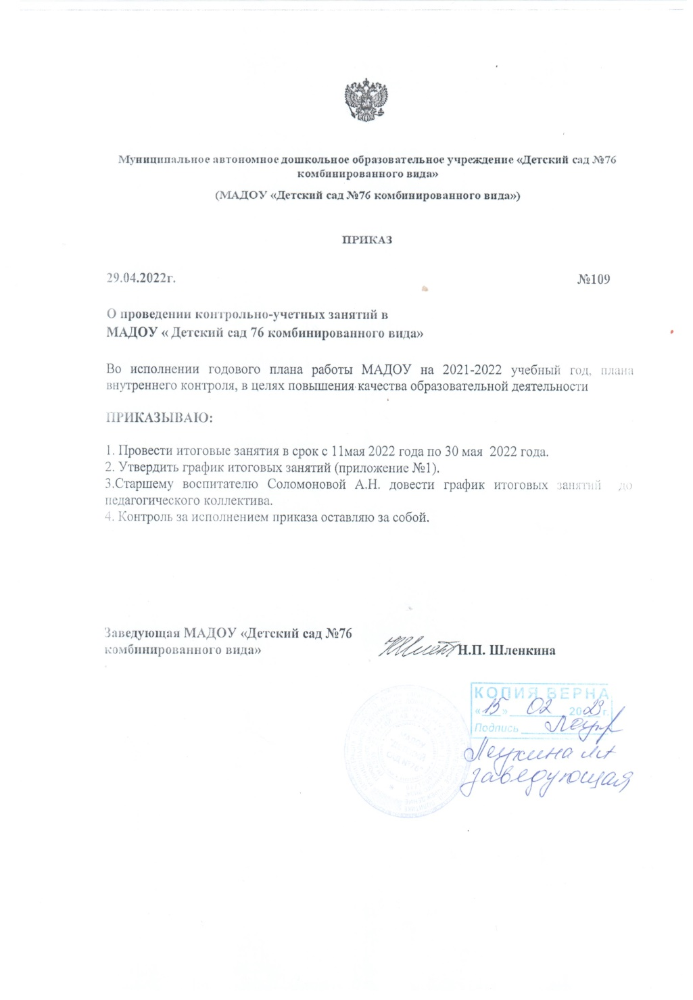 Муниципальное автономное дошкольное образовательное учреждение «Детский сад №76
комбинированного вида»
(МАДОУ «Детский сад №76 комбинированного вида»)
ПРИКАЗ
29.04.2022г. №109
О проведении контрольно-учетных занятий в
МАДОУ « Детский сад 76 комбинированного вида»
Во исполнении годового плана работы МАДОУ на 2021-2022 учебный год, плана
внутреннего контроля, в целях повышения качества образовательной деятельности
ПРИКАЗЫВАЮ:
1. Провести итоговые занятия в срок с 11мая 2022 года по 30 мая 2022 года.
2. Утвердить график итоговых занятий (приложение №1).
3.Старшему воспитателю Соломоновой А.Н. довести график итоговых занятий до
педагогического коллектива.
4. Контроль за исполнением приказа оставляю за собой.
Заведующая МАДОУ «Детский сад №76
комбинированного вида» Н.П. Шленкина
КОПИЯ ВЕРНА
«15» 02 2023 г.
Подпись
заведующая
МАДОУ
"Детский
сад №76"